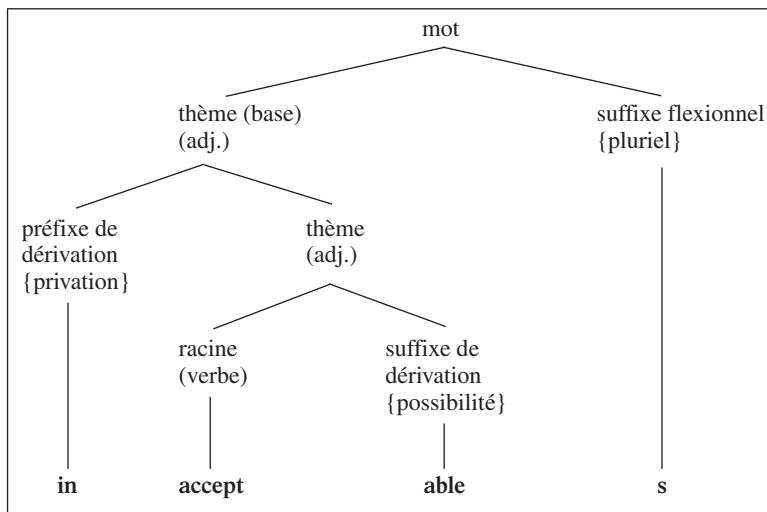 mot
thème (base)
(adj.)
suffixe flexionnel
{pluriel}
préfixe de
dérivation
{privation}
thème
(adj.)
racine
(verbe)
suffixe de
dérivation
{possibilité}
in accept able s